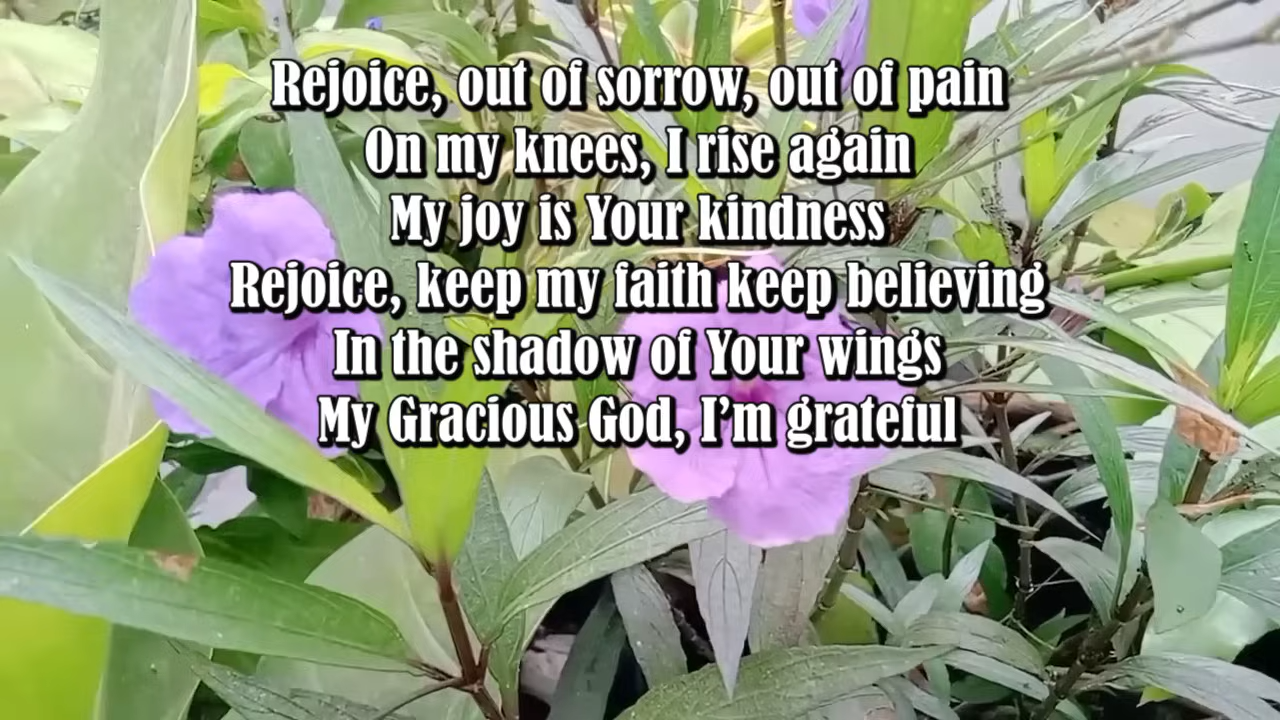 Rejoice, out of sorrow, out of pain
On my knees, I rise again
My joy is Your kindness
Rejoice, keep my faith keep believing
In the shadow of Your wings
My Gracious God, I’m grateful